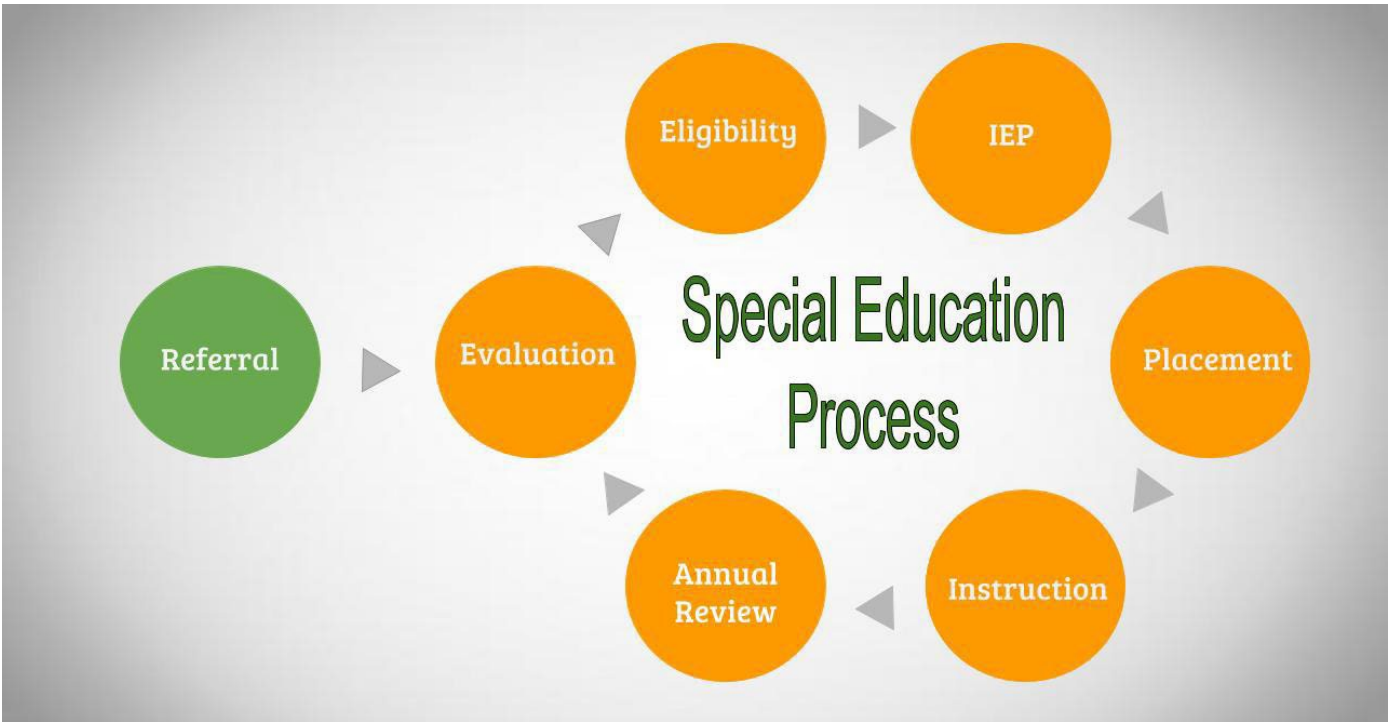 Referral
Evaluation
Eligibility
IEP
Placement
Instruction
Annual
Review
Special Education
Process